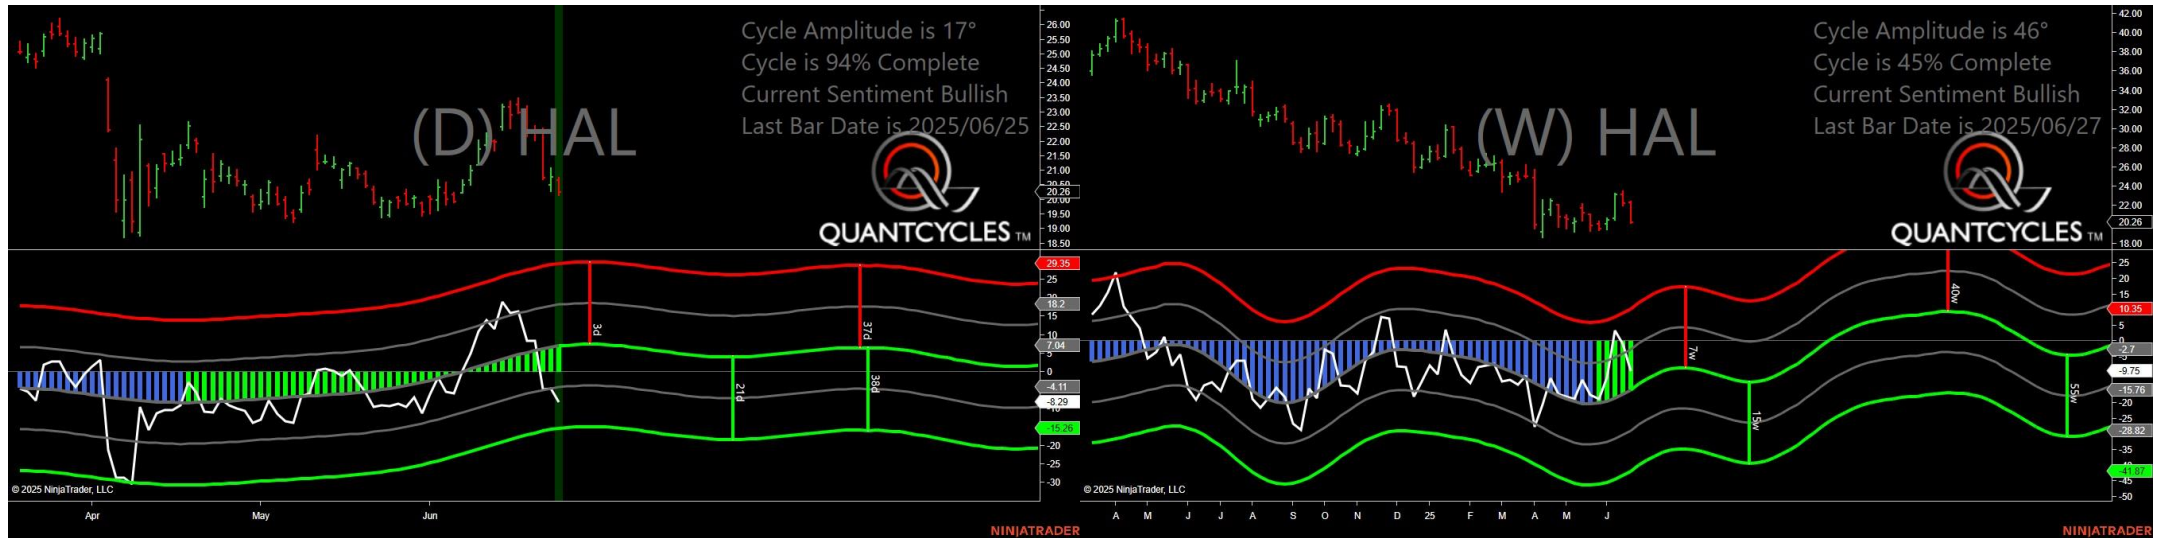 Cycle Amplitude is 17°
Cycle is 94% Complete
Current Sentiment Bullish
Last Bar Date is 2025/06/25
(D) HAL
QUANTCYCLES TM
26.00
25.50
25.00
24.50
24.00
23.50
23.00
22.50
22.00
21.50
21.00
20.50
20.26
20.00
19.50
19.00
18.50
29.35
25
18.2
15
10
7.04
5
0
-4.11
-8.29
-10
-15.26
-20
-25
-30
3d
21d
37d
38d
© 2025 NinjaTrader, LLC
Apr May Jun
NINJATRADER
Cycle Amplitude is 46°
Cycle is 45% Complete
Current Sentiment Bullish
Last Bar Date is 2025/06/27
(W) HAL
QUANTCYCLES TM
42.00
40.00
38.00
36.00
34.00
32.00
30.00
28.00
26.00
24.00
22.00
20.26
18.00
25
20
15
10.35
5
0
-2.7
-5
-9.75
-15.76
-20
-25
-28.82
-35
-41.87
-45
-50
7w
15w
40w
55w
© 2025 NinjaTrader, LLC
A M J J A S O N D 25 F M A M J
NINJATRADER